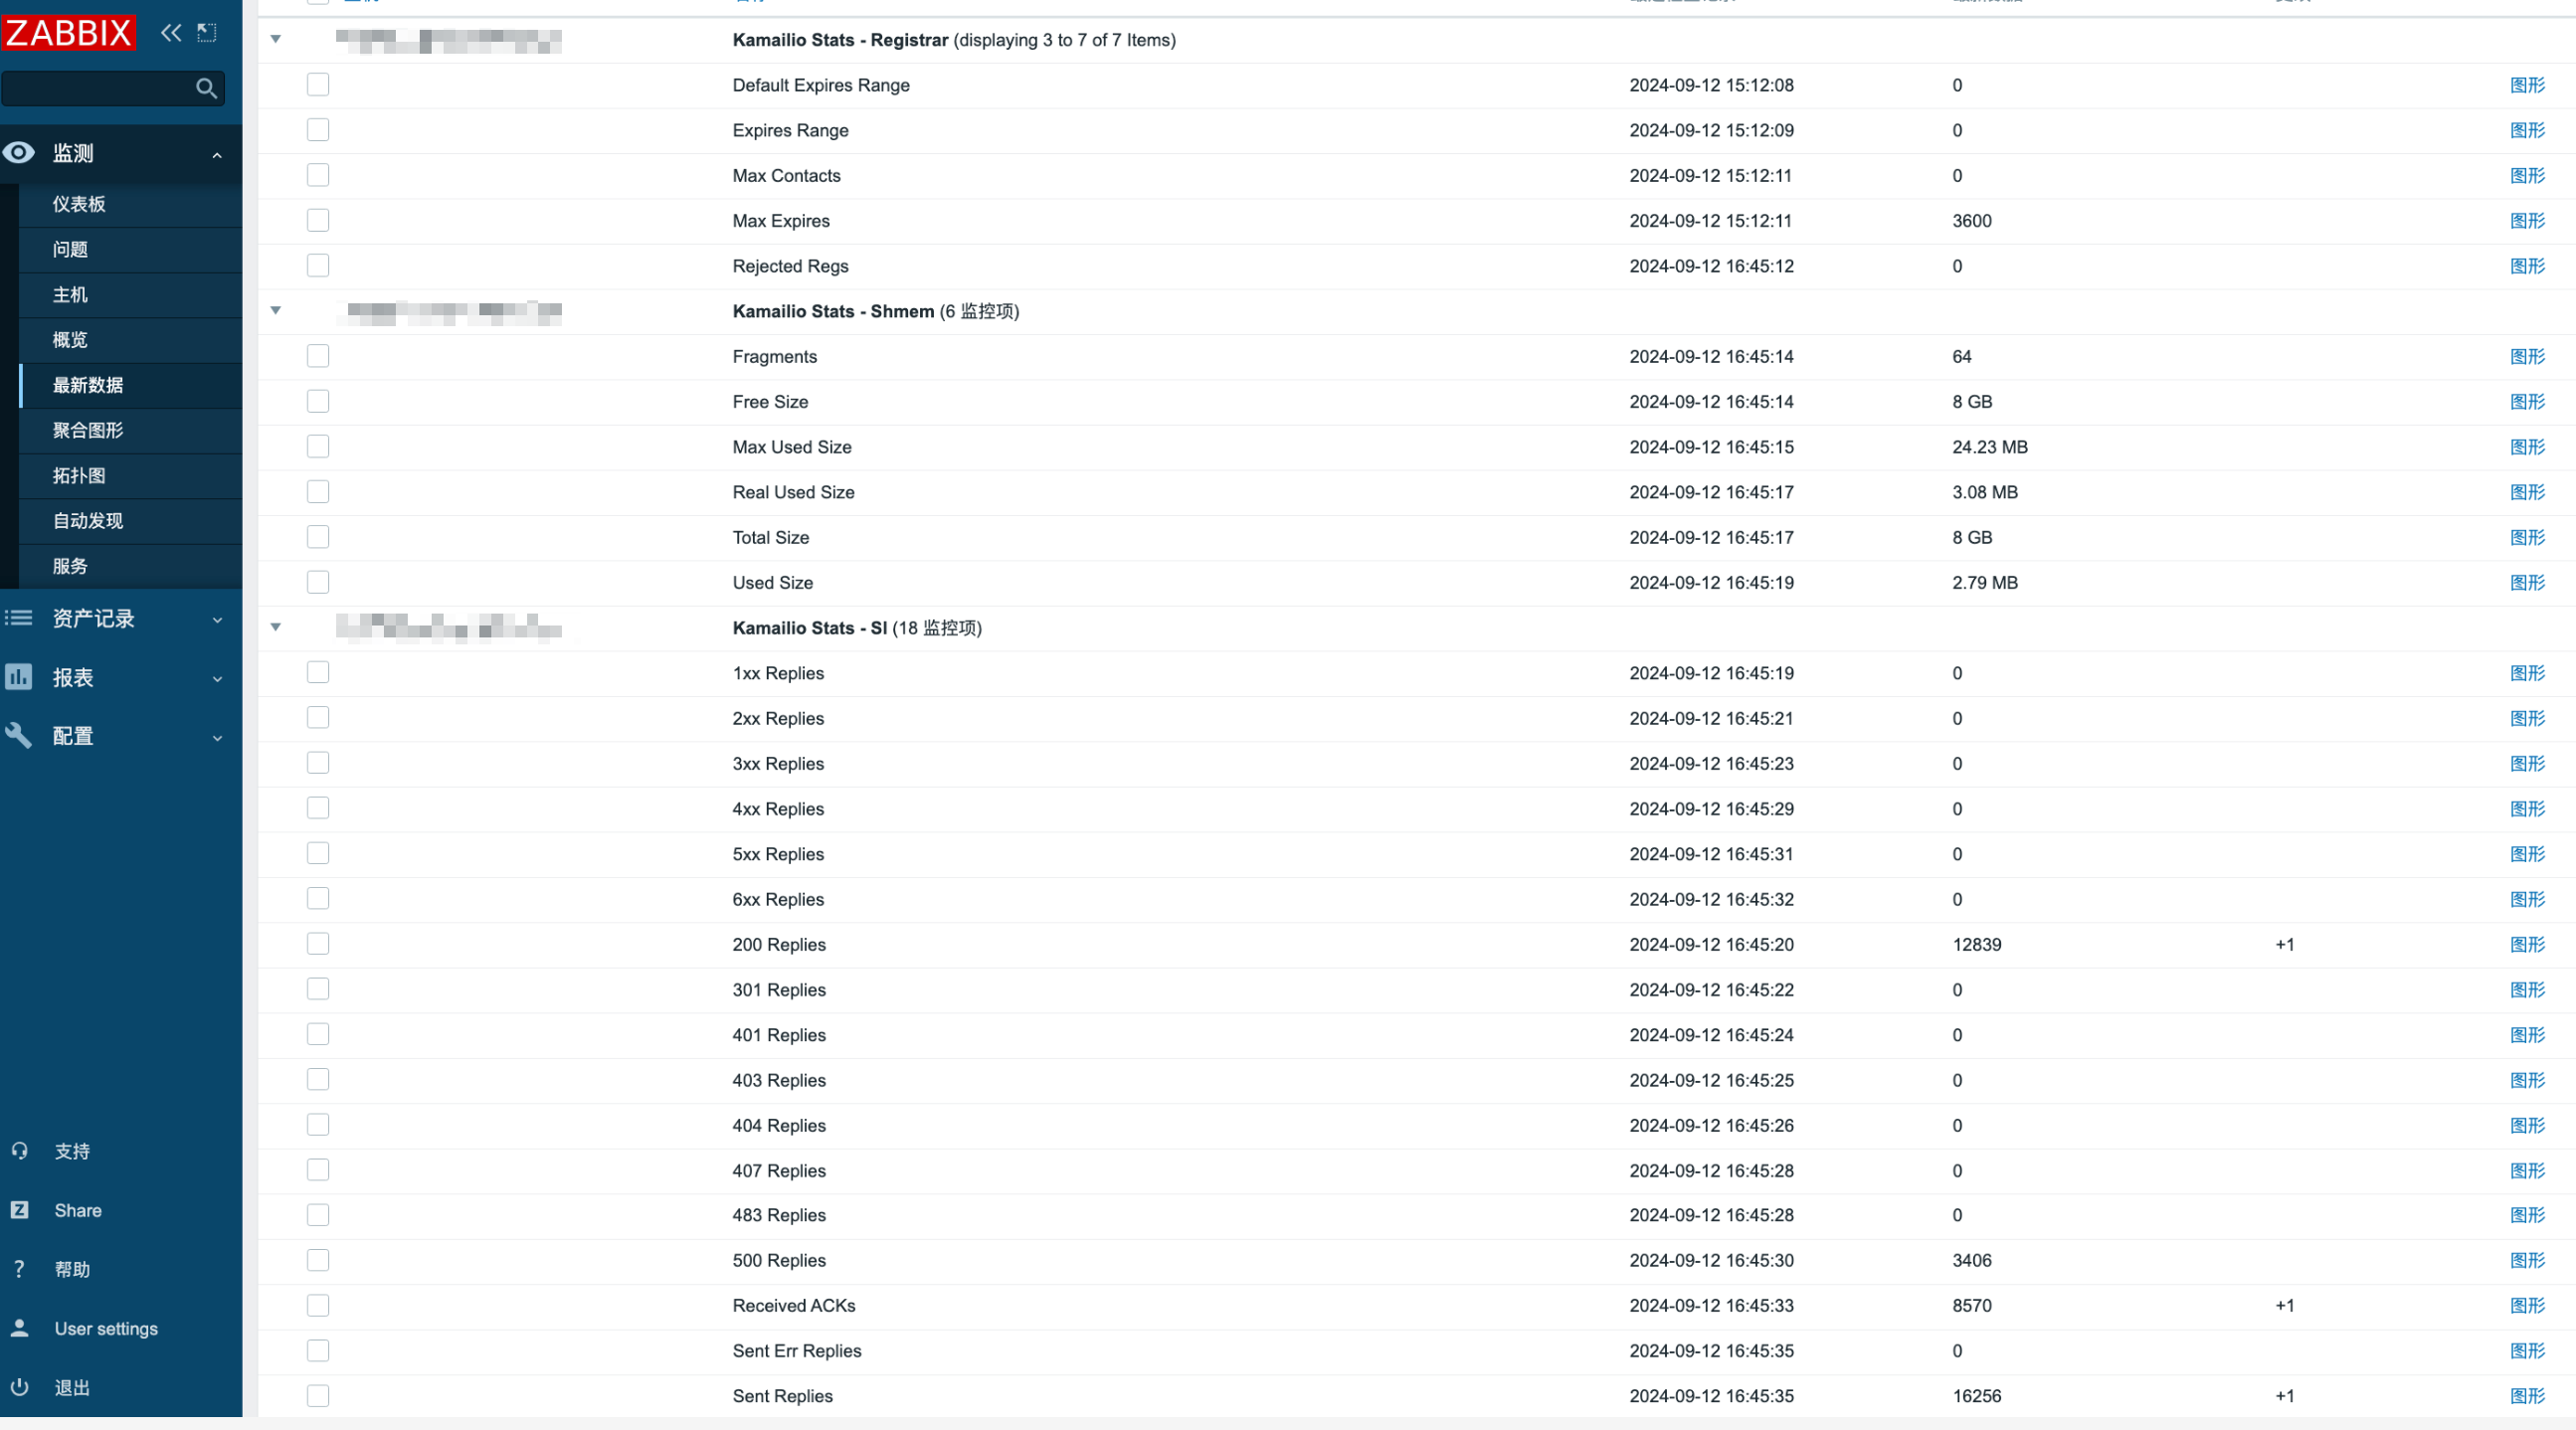 ZABBIX
监测
仪表板
问题
主机
概览
最新数据
聚合图形
拓扑图
自动发现
服务
资产记录
报表
配置
支持
Share
帮助
User settings
退出
Kamailio Stats - Registrar (displaying 3 to 7 of 7 Items)
Default Expires Range 2024-09-12 15:12:08 0 图形
Expires Range 2024-09-12 15:12:09 0 图形
Max Contacts 2024-09-12 15:12:11 0 图形
Max Expires 2024-09-12 15:12:11 3600 图形
Rejected Regs 2024-09-12 16:45:12 0 图形
Kamailio Stats - Shmem (6 监控项)
Fragments 2024-09-12 16:45:14 64 图形
Free Size 2024-09-12 16:45:14 8 GB 图形
Max Used Size 2024-09-12 16:45:15 24.23 MB 图形
Real Used Size 2024-09-12 16:45:17 3.08 MB 图形
Total Size 2024-09-12 16:45:17 8 GB 图形
Used Size 2024-09-12 16:45:19 2.79 MB 图形
Kamailio Stats - Sl (18 监控项)
1xx Replies 2024-09-12 16:45:19 0 图形
2xx Replies 2024-09-12 16:45:21 0 图形
3xx Replies 2024-09-12 16:45:23 0 图形
4xx Replies 2024-09-12 16:45:29 0 图形
5xx Replies 2024-09-12 16:45:31 0 图形
6xx Replies 2024-09-12 16:45:32 0 图形
200 Replies 2024-09-12 16:45:20 12839 +1 图形
301 Replies 2024-09-12 16:45:22 0 图形
401 Replies 2024-09-12 16:45:24 0 图形
403 Replies 2024-09-12 16:45:25 0 图形
404 Replies 2024-09-12 16:45:26 0 图形
407 Replies 2024-09-12 16:45:28 0 图形
483 Replies 2024-09-12 16:45:28 0 图形
500 Replies 2024-09-12 16:45:30 3406 图形
Received ACKs 2024-09-12 16:45:33 8570 +1 图形
Sent Err Replies 2024-09-12 16:45:35 0 图形
Sent Replies 2024-09-12 16:45:35 16256 +1 图形